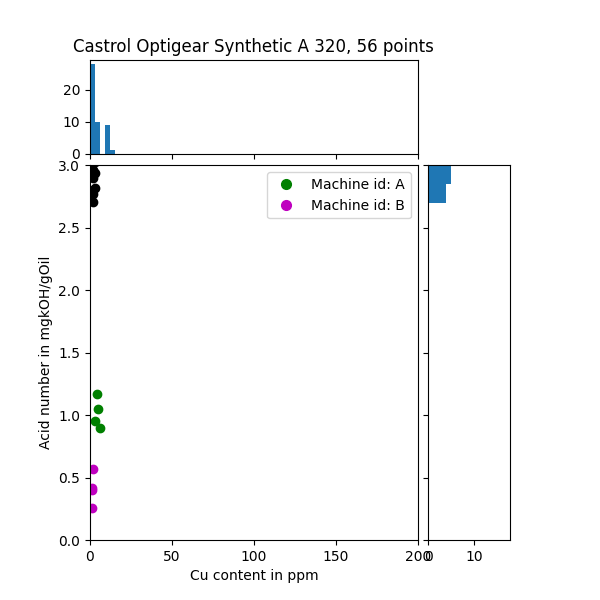 Castrol Optigear Synthetic A 320, 56 points
20
10
0
3.0
2.5
2.0
1.5
1.0
0.5
0.0
Acid number in mgkOH/gOil
Machine id: A
Machine id: B
0 50 100 150 200
Cu content in ppm
0 10